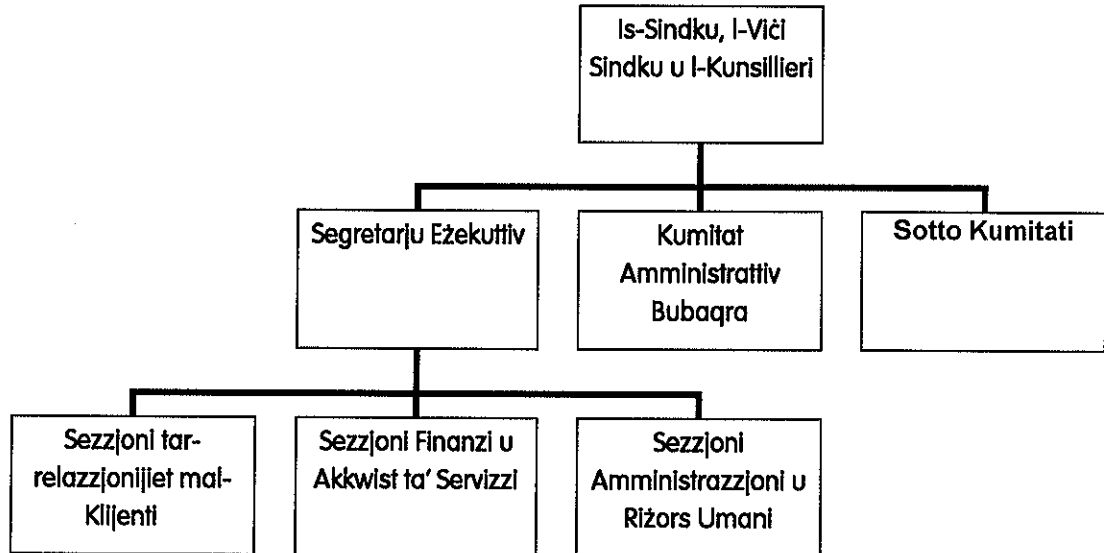 Is-Sindku, l-Viċi
Sindku u l-Kunsillieri
Segretarju Eżekuttiv
Kumitat
Amministrattiv
Bubaqra
Sotto Kumitati
Sezzjoni tar-
relazzjonijiet mal-
Klijenti
Sezzjoni Finanzi u
Akkwist ta' Servizzi
Sezzjoni
Amministrazzjoni u
Riżors Umani